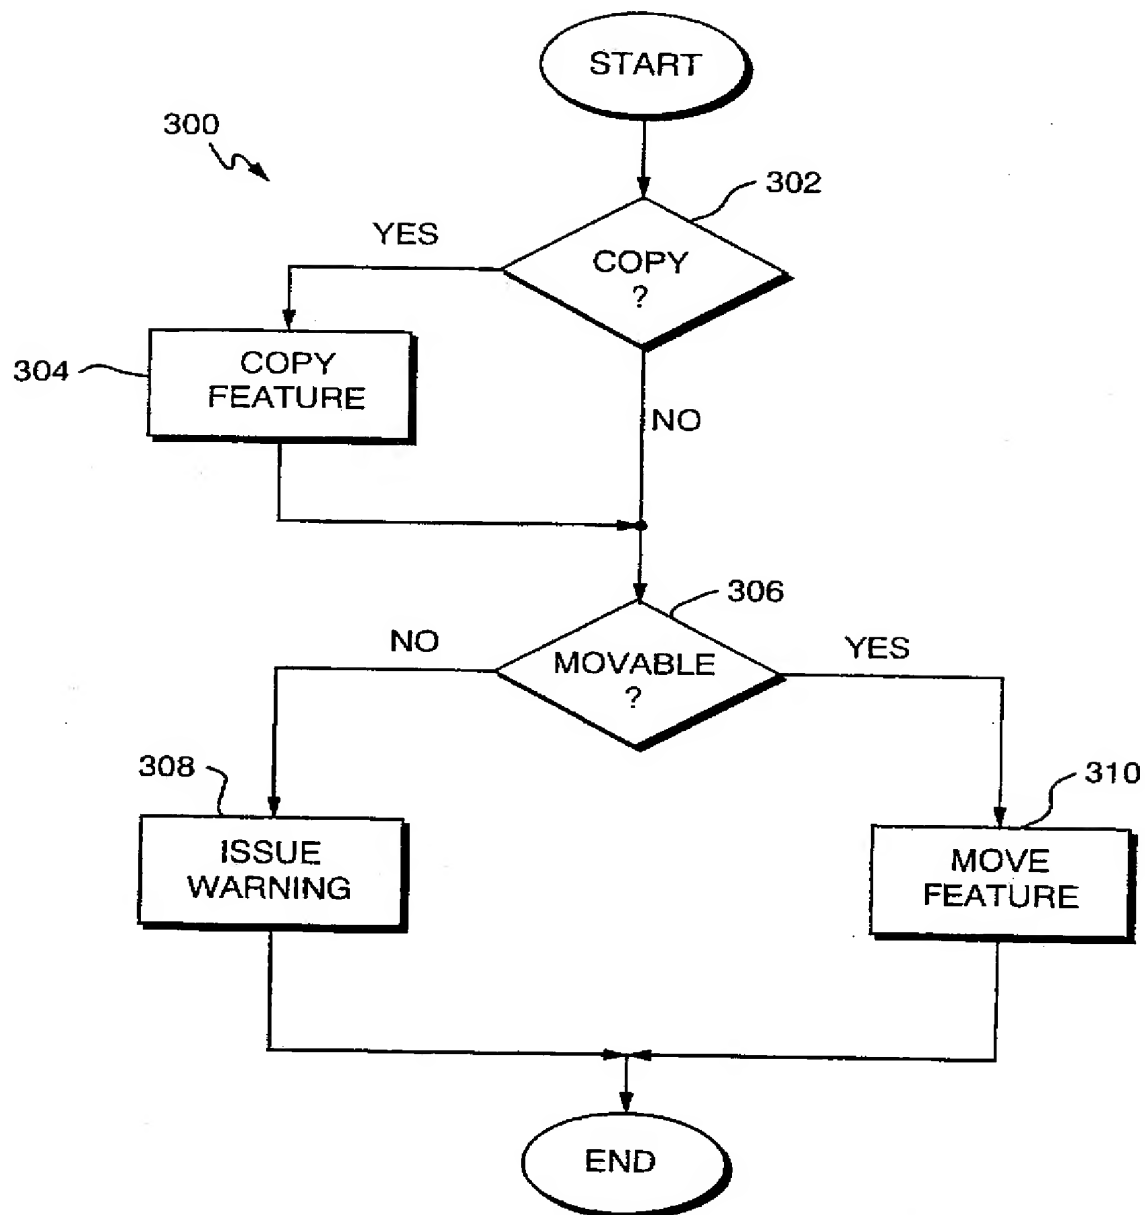 START
300
302
YES
COPY
?
304
COPY
FEATURE
NO
306
NO
MOVABLE
?
YES
308
310
ISSUE
WARNING
MOVE
FEATURE
END